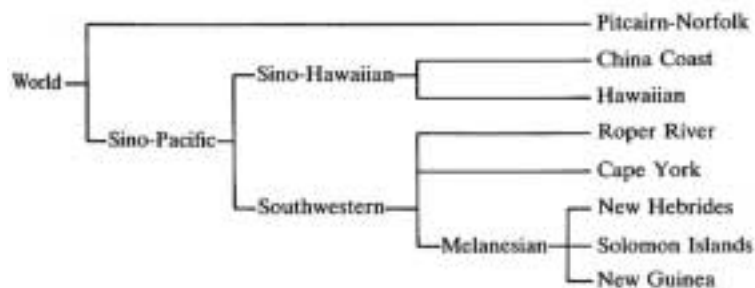 Pitcairn-Norfolk
China Coast
Sino-Hawaiian
World
Hawaiian
Roper River
Sino-Pacific
Cape York
Southwestern
New Hebrides
Melanesian
Solomon Islands
New Guinea